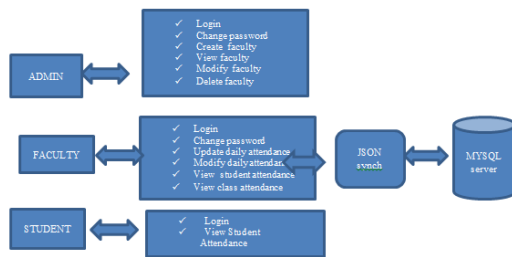 ADMIN
✓ Login
✓ Change password
✓ Create faculty
✓ View faculty
✓ Modify faculty
✓ Delete faculty
FACULTY
✓ Login
✓ Change password
✓ Update daily attendance
✓ Modify daily attendance
✓ View student attendance
✓ View class attendance
JSON
synch
MYSQL
server
STUDENT
✓ Login
✓ View Student
Attendance